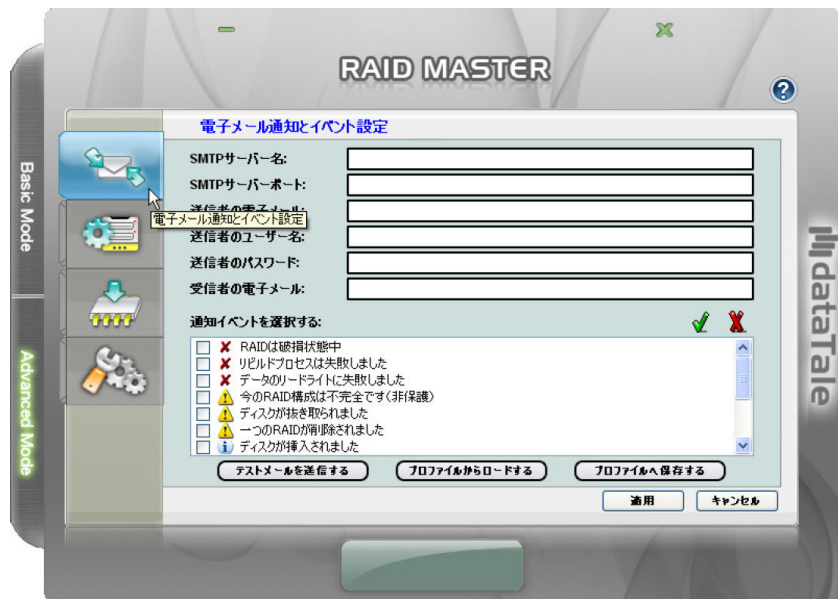 RAID MASTER
?
Basic Mode
Advanced Mode
電子メール通知とイベント設定
SMTPサーバー名:
SMTPサーバーポート:
送信者の電子メール:
電子メール通知とイベント設定
送信者のユーザー名:
送信者のパスワード:
受信者の電子メール:
通知イベントを選択する:
RAIDは破損状態中
リビルドプロセスは失敗しました
データのリードライトに失敗しました
今のRAID構成は不完全です(非保護)
ディスクが抜き取られました
一つのRAIDが削除されました
ディスクが挿入されました
テストメールを送信する
プロファイルからロードする
プロファイルへ保存する
適用
キャンセル
dataTale